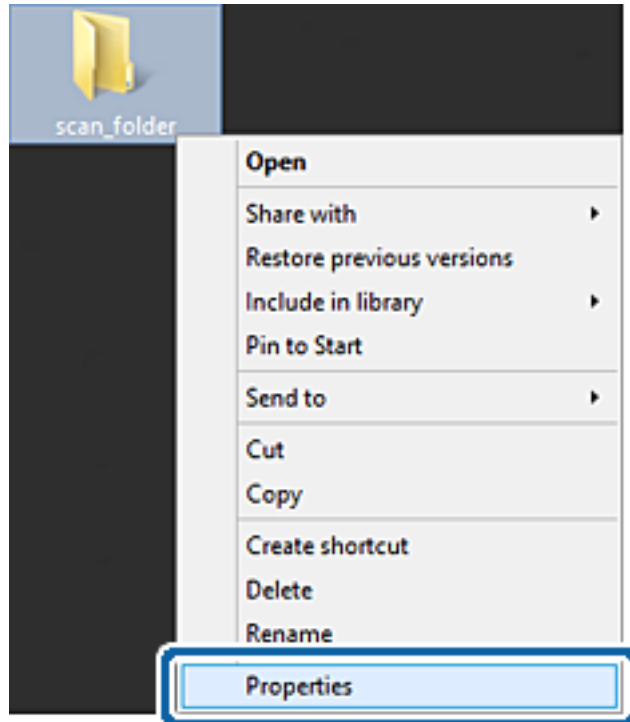 scan_folder
Open
Share with
Restore previous versions
Include in library
Pin to Start
Send to
Cut
Copy
Create shortcut
Delete
Rename
Properties